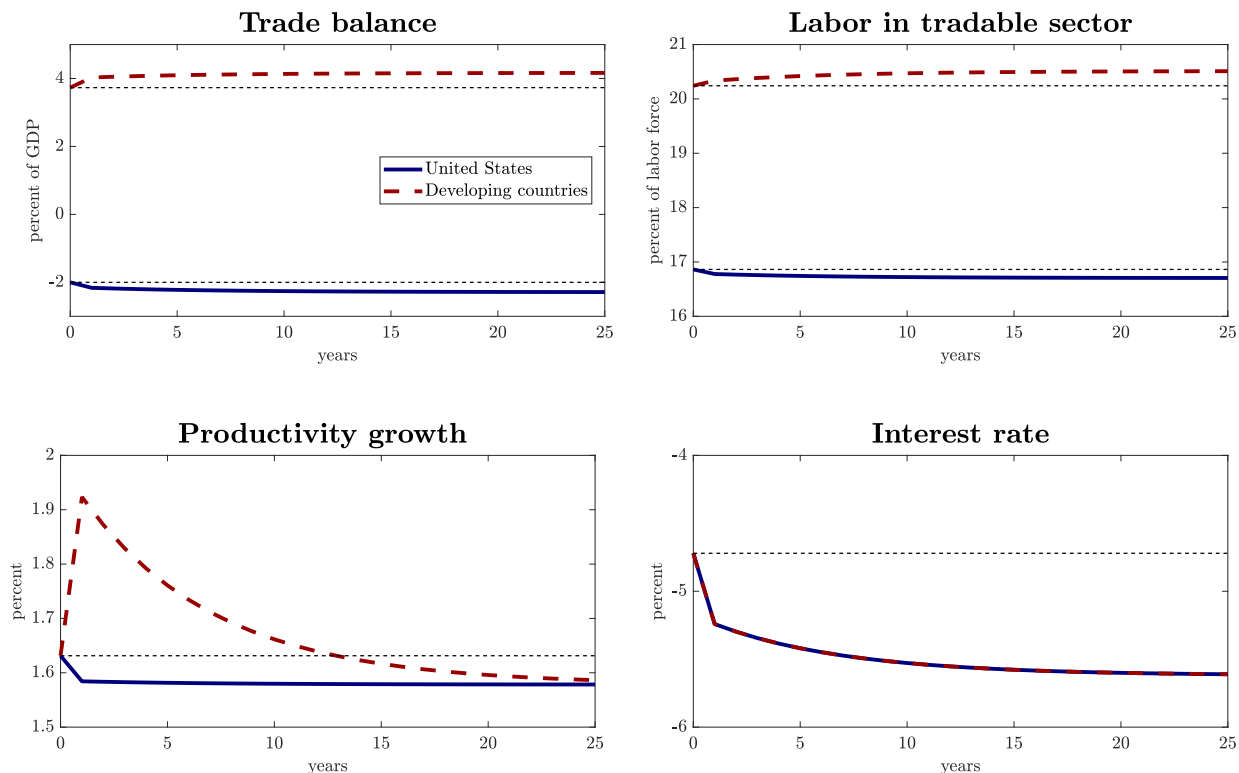 Trade balance
percent of GDP
4
2
0
-2
0 5 10 15 20 25
years
United States
Developing countries
Labor in tradable sector
percent of labor force
21
20
19
18
17
16
0 5 10 15 20 25
years
Productivity growth
percent
2
1.9
1.8
1.7
1.6
1.5
0 5 10 15 20 25
years
Interest rate
percent
-4
-5
-6
0 5 10 15 20 25
years